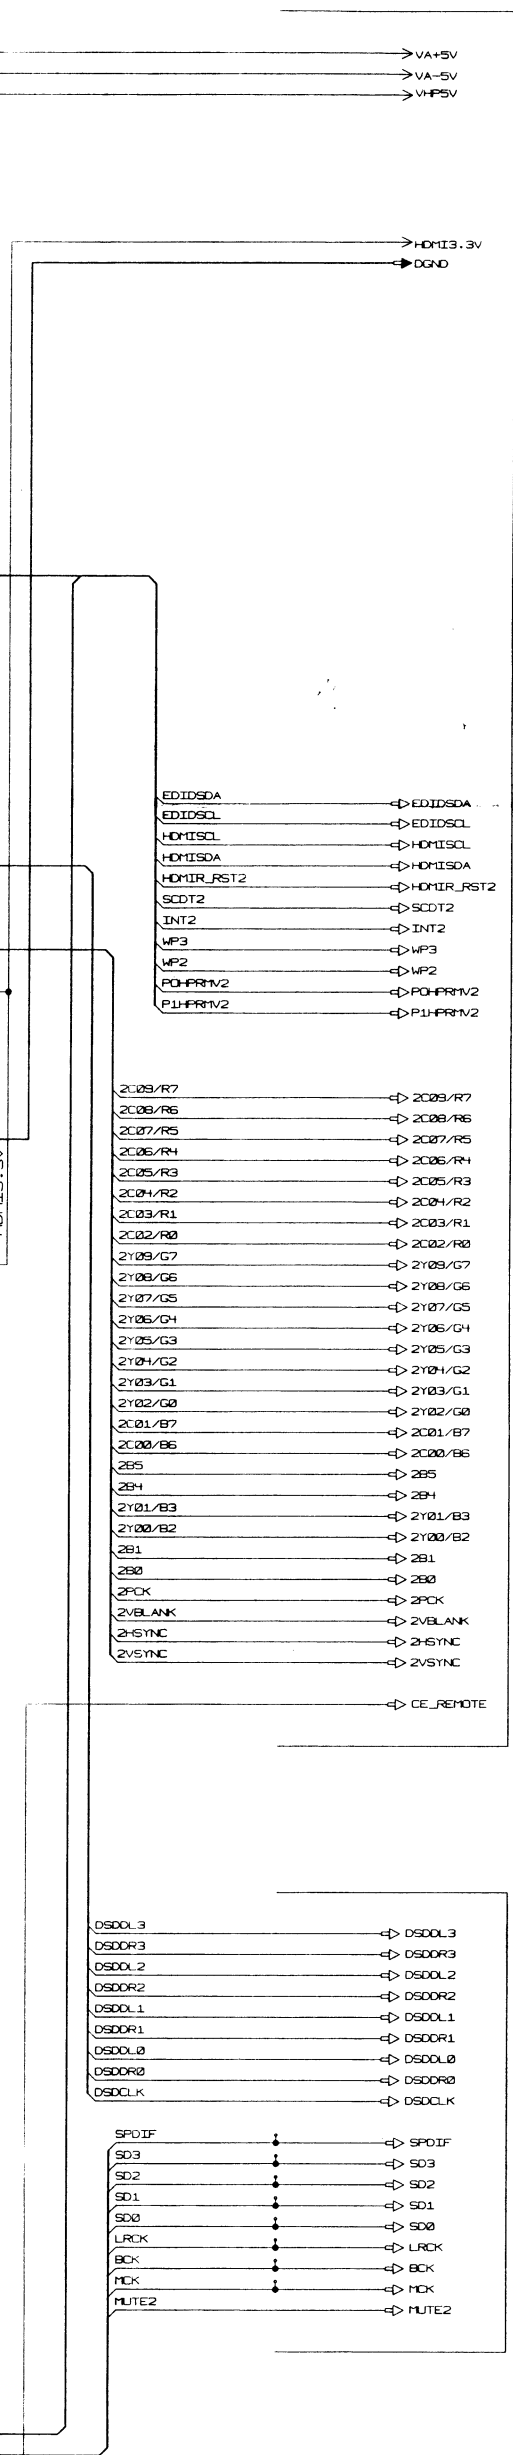 VA+5V
VA-5V
VHP5V
HDMI3.3V
DGND
EDIDSDA EDIDSDA
EDIDSCL EDIDSCL
HDMISCL HDMISCL
HDMISDA HDMISDA
HDMIR_RST2 HDMIR_RST2
SCDT2 SCDT2
INT2 INT2
WP3 WP3
WP2 WP2
P0HPRMV2 P0HPRMV2
P1HPRMV2 P1HPRMV2
2C09/R7 2C09/R7
2C08/R6 2C08/R6
2C07/R5 2C07/R5
2C06/R4 2C06/R4
2C05/R3 2C05/R3
2C04/R2 2C04/R2
2C03/R1 2C03/R1
2C02/R0 2C02/R0
2Y09/G7 2Y09/G7
2Y08/G6 2Y08/G6
2Y07/G5 2Y07/G5
2Y06/G4 2Y06/G4
2Y05/G3 2Y05/G3
2Y04/G2 2Y04/G2
2Y03/G1 2Y03/G1
2Y02/G0 2Y02/G0
2C01/B7 2C01/B7
2C00/B6 2C00/B6
2B5 2B5
2B4 2B4
2Y01/B3 2Y01/B3
2Y00/B2 2Y00/B2
2B1 2B1
2B0 2B0
2PCK 2PCK
2VBLANK 2VBLANK
2HSYNC 2HSYNC
2VSYNC 2VSYNC
CE_REMOTE
DSDDL3 DSDDL3
DSDDR3 DSDDR3
DSDDL2 DSDDL2
DSDDR2 DSDDR2
DSDDL1 DSDDL1
DSDDR1 DSDDR1
DSDDL0 DSDDL0
DSDDR0 DSDDR0
DSDCLK DSDCLK
SPDIF SPDIF
SD3 SD3
SD2 SD2
SD1 SD1
SD0 SD0
LRCK LRCK
BCK BCK
MCK MCK
MUTE2 MUTE2